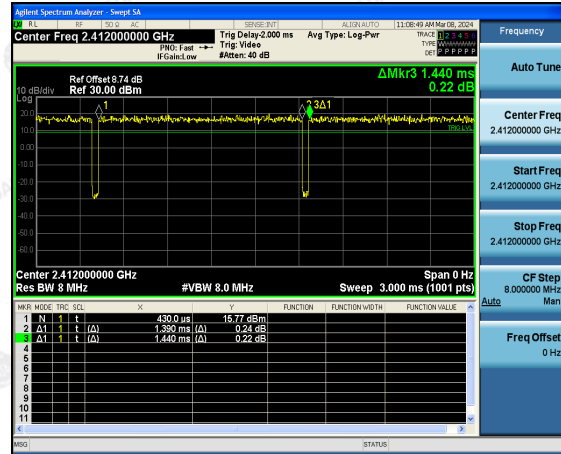 Agilent Spectrum Analyzer - Swept SA
RL RF 50 Ω AC SENSE:INT ALIGN AUTO 11:08:49 AM Mar 08, 2024
Center Freq 2.412000000 GHz
PNO: Fast
IFGain:Low
Trig Delay-2.000 ms
Trig: Video
#Atten: 40 dB
Avg Type: Log-Pwr
TRACE 1 2 3 4 5 6
TYPE WWWWWW
DET P P P P P P
Frequency
Auto Tune
Center Freq
2.412000000 GHz
Start Freq
2.412000000 GHz
Stop Freq
2.412000000 GHz
CF Step
8.000000 MHz
Auto Man
Freq Offset
0 Hz
ΔMkr3 1.440 ms
0.22 dB
Ref Offset 8.74 dB
10 dB/div Ref 30.00 dBm
Log
1
2 3Δ1
20.0
10.0
TRIG LVL
0.00
-10.0
-20.0
-30.0
-40.0
-50.0
-60.0
Center 2.412000000 GHz Span 0 Hz
Res BW 8 MHz #VBW 8.0 MHz Sweep 3.000 ms (1001 pts)
MKR MODE TRC SCL X Y FUNCTION FUNCTION WIDTH FUNCTION VALUE
1 N 1 t 430.0 µs 15.77 dBm
2 Δ1 1 t (Δ) 1.390 ms (Δ) 0.24 dB
3 Δ1 1 t (Δ) 1.440 ms (Δ) 0.22 dB
4
5
6
7
8
9
10
11
MSG STATUS